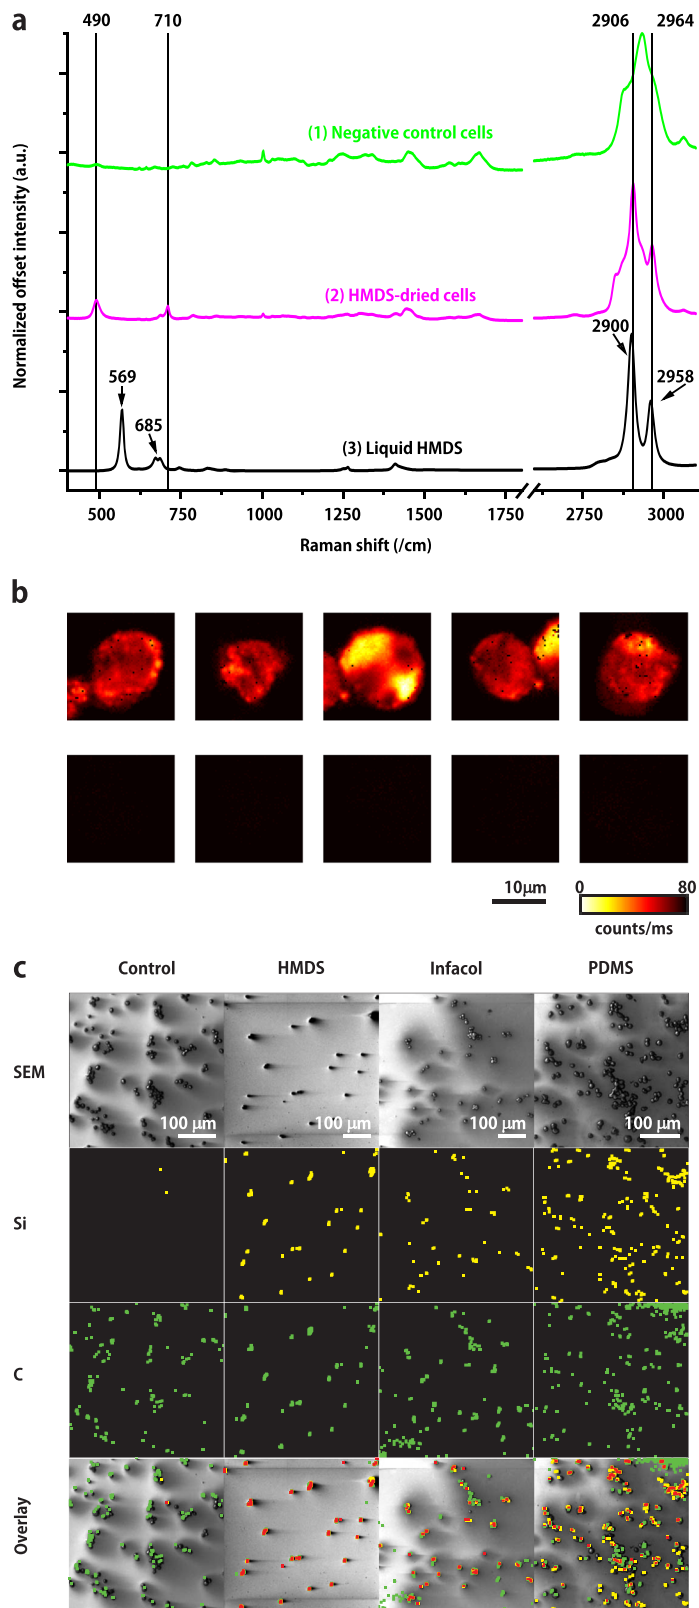 a
490
710
2906
2964
Normalized offset intensity (a.u.)
(1) Negative control cells
(2) HMDS-dried cells
2900
569
2958
685
(3) Liquid HMDS
500
750
1000
1250
1500
1750
2750
3000
Raman shift (/cm)
b
10μm
0
80
counts/ms
c
Control
HMDS
Infacol
PDMS
SEM
100 μm
100 μm
100 μm
100 μm
Si
C
Overlay